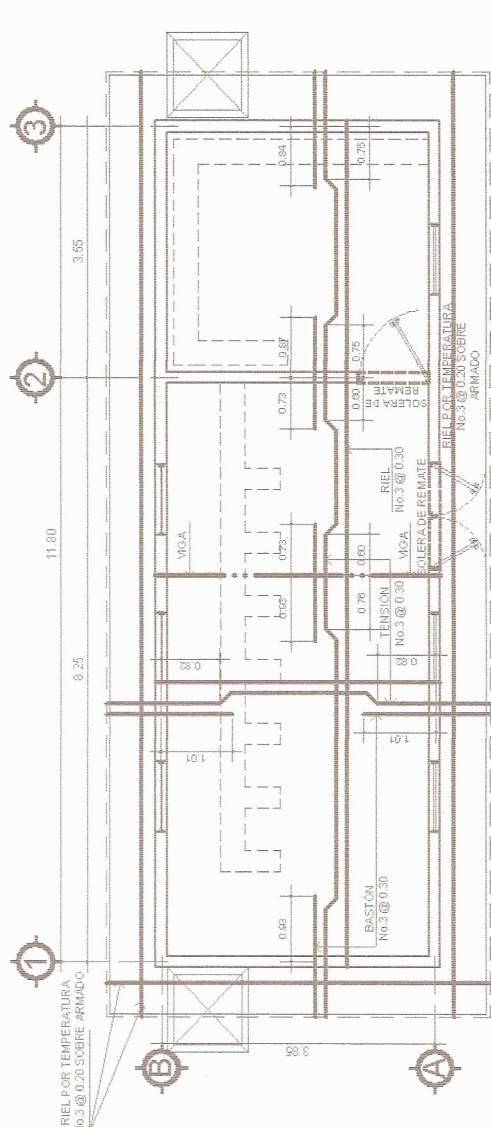 3
2
1
B
A
3.55
11.80
8.25
3.85
0.84
0.75
0.87
0.75
0.73
0.60
SOLERA DE
REMATE
RIEL POR TEMPERATURA
No.3 @ 0.20 SOBRE
ARMADO
RIEL
No.3 @ 0.30
VIGA
VIGA
SOLERA DE REMATE
0.73
0.60
0.93
0.76
TENSIÓN
No.3 @ 0.30
0.82
0.82
1.01
1.01
BASTÓN
No.3 @ 0.30
0.93
RIEL POR TEMPERATURA
No.3 @ 0.20 SOBRE ARMADO